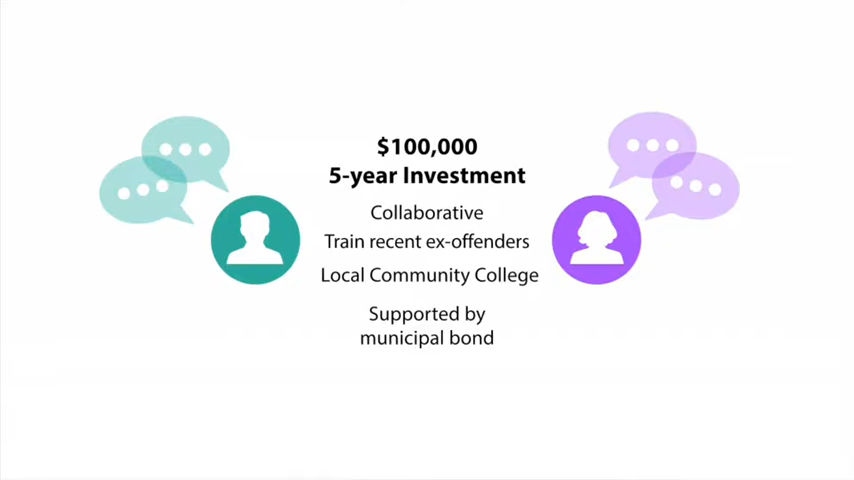 $100,000
5-year Investment
Collaborative
Train recent ex-offenders
Local Community College
Supported by
municipal bond